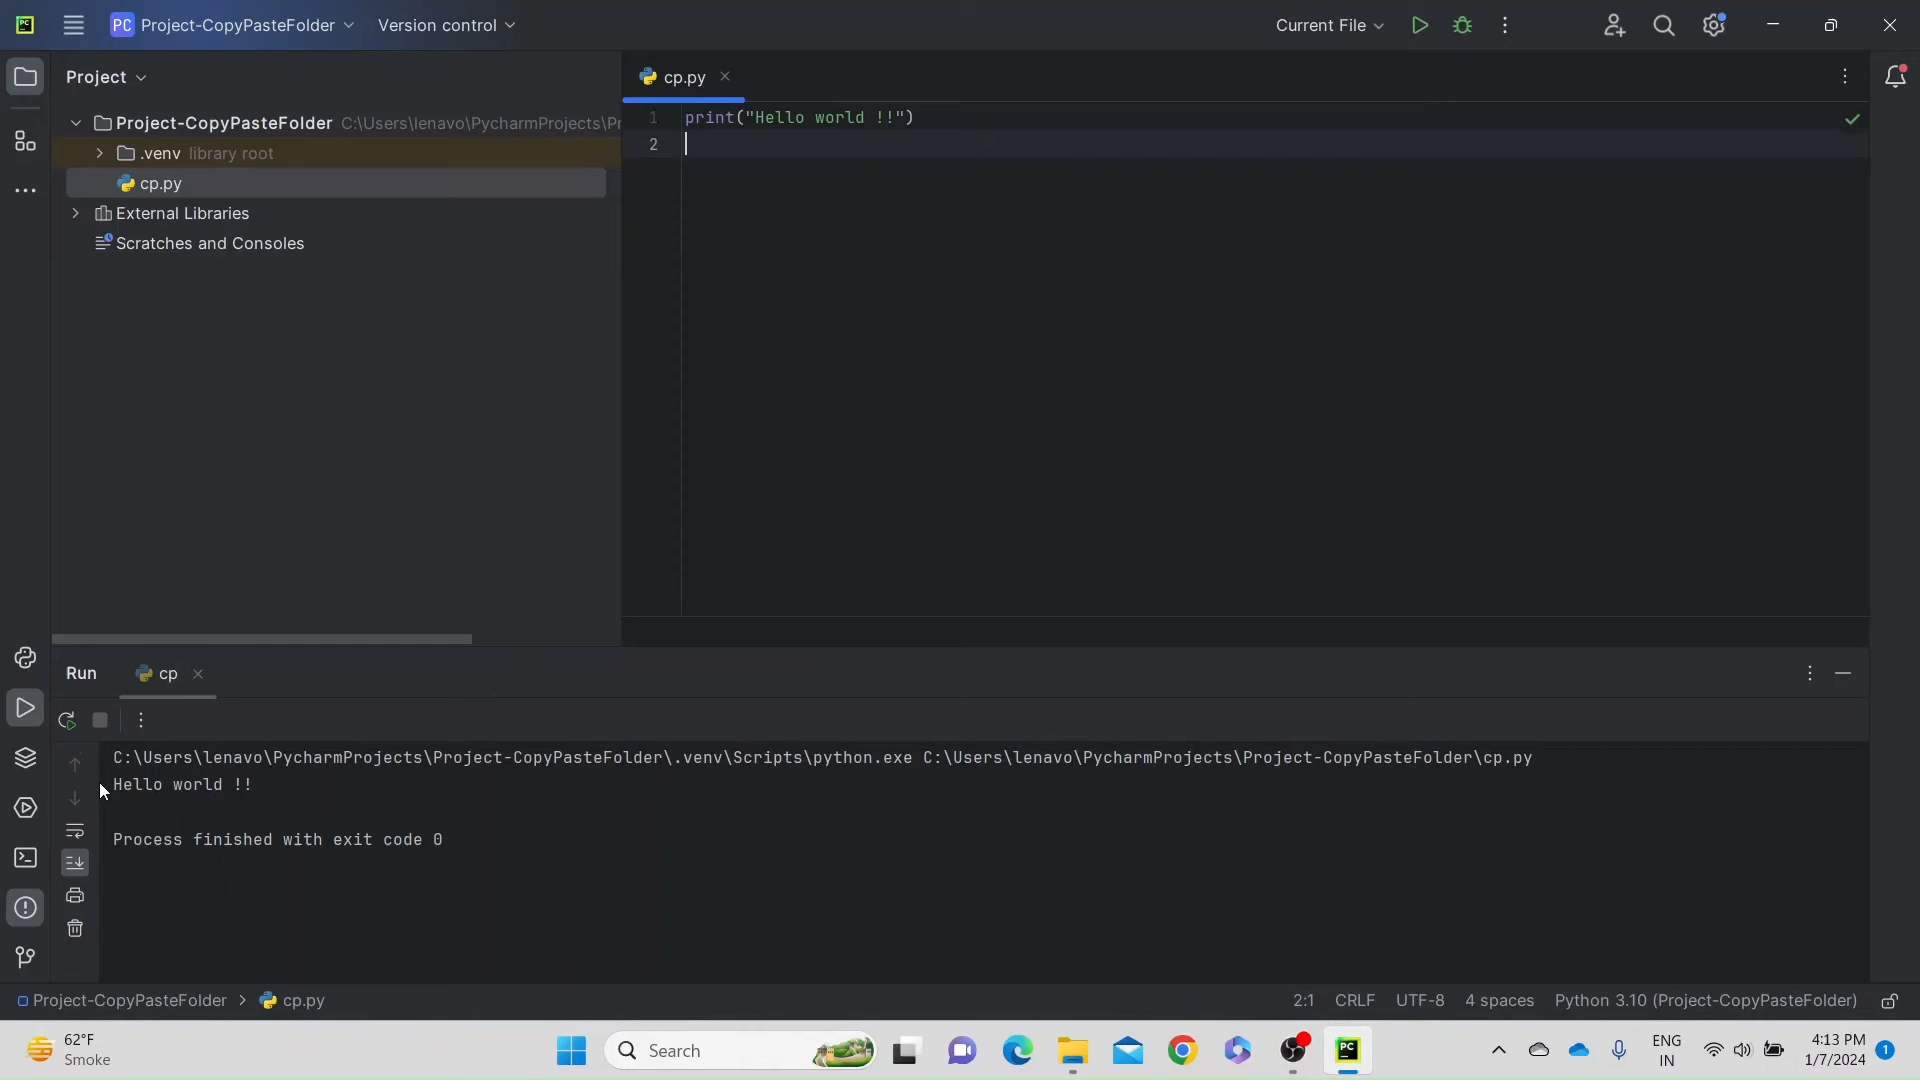 PC Project-CopyPasteFolder Version control Current File
Project
cp.py
Project-CopyPasteFolder C:\Users\lenavo\PycharmProjects\Pr
1 print("Hello world !!")
2
.venv library root
cp.py
External Libraries
Scratches and Consoles
Run cp
C:\Users\lenavo\PycharmProjects\Project-CopyPasteFolder\.venv\Scripts\python.exe C:\Users\lenavo\PycharmProjects\Project-CopyPasteFolder\cp.py
Hello world !!
Process finished with exit code 0
Project-CopyPasteFolder > cp.py 2:1 CRLF UTF-8 4 spaces Python 3.10 (Project-CopyPasteFolder)
62°F
Smoke
Search
PC
ENG
IN
4:13 PM
1/7/2024
1